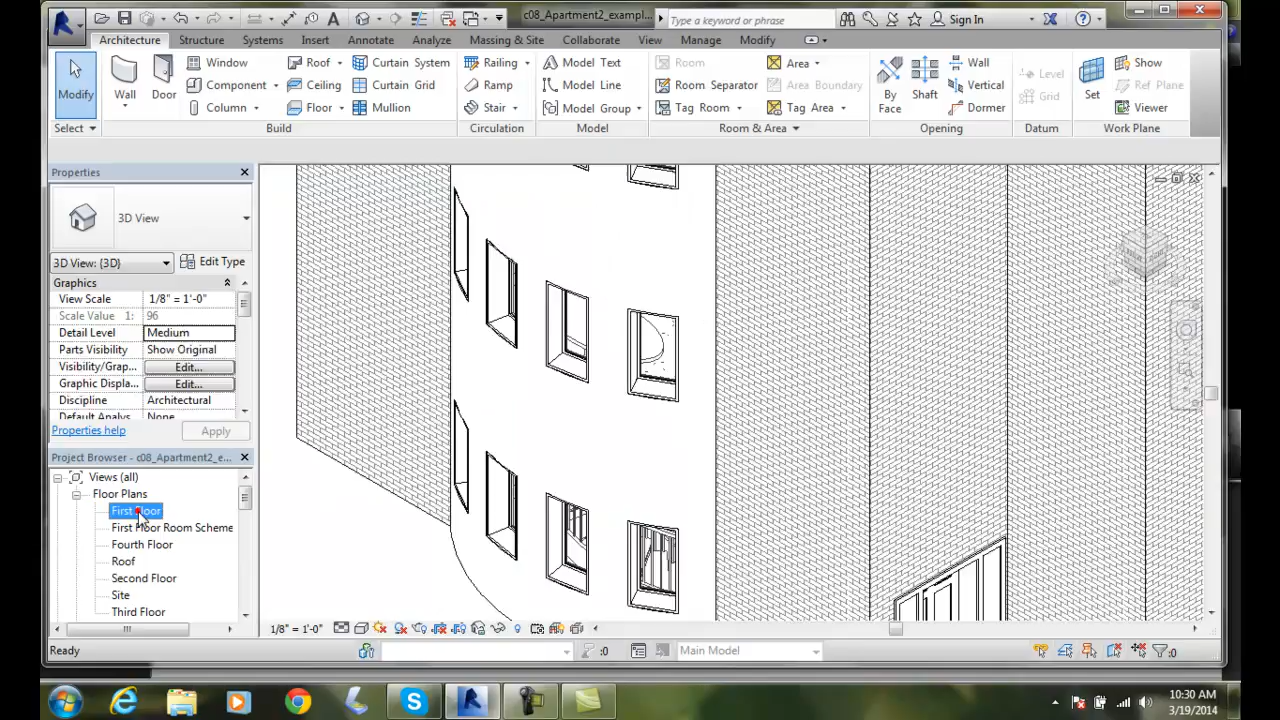 c08_Apartment2_exampl...
Type a keyword or phrase
Sign In
Architecture Structure Systems Insert Annotate Analyze Massing & Site Collaborate View Manage Modify
Modify
Wall
Door
Window
Component
Column
Roof
Ceiling
Floor
Curtain System
Curtain Grid
Mullion
Railing
Ramp
Stair
Model Text
Model Line
Model Group
Room
Room Separator
Tag Room
Area
Area Boundary
Tag Area
By
Face
Shaft
Wall
Vertical
Dormer
Level
Grid
Set
Show
Ref Plane
Viewer
Select Build Circulation Model Room & Area Opening Datum Work Plane
Properties
3D View
3D View: {3D} Edit Type
Graphics
View Scale 1/8" = 1'-0"
Scale Value 1: 96
Detail Level Medium
Parts Visibility Show Original
Visibility/Grap... Edit...
Graphic Displa... Edit...
Discipline Architectural
Default Analys... None
Properties help Apply
Project Browser - c08_Apartment2_e...
Views (all)
Floor Plans
First Floor
First Floor Room Scheme
Fourth Floor
Roof
Second Floor
Site
Third Floor
1/8" = 1'-0"
Ready :0 Main Model :0
10:30 AM
3/19/2014